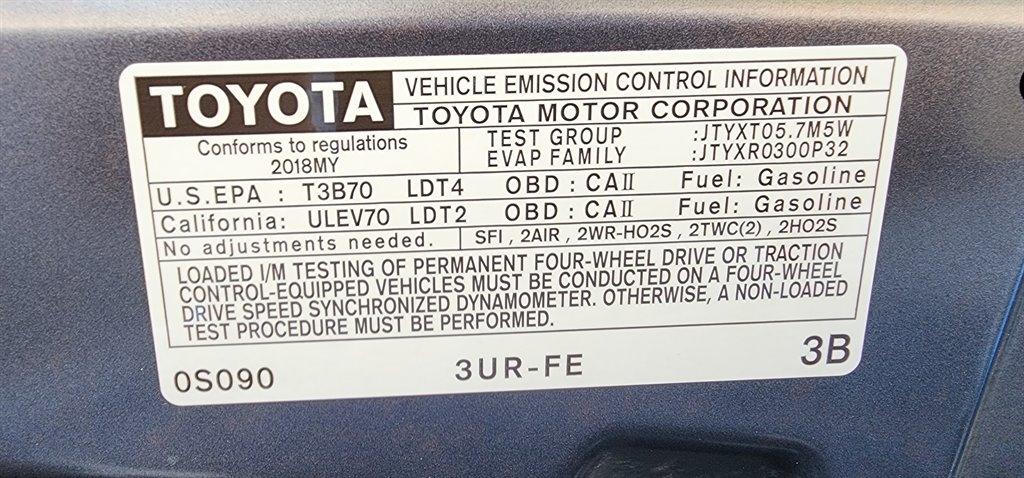 TOYOTA
VEHICLE EMISSION CONTROL INFORMATION
TOYOTA MOTOR CORPORATION
Conforms to regulations
2018MY
TEST GROUP :JTYXT05.7M5W
EVAP FAMILY :JTYXR0300P32
U.S.EPA : T3B70 LDT4 OBD : CAII Fuel: Gasoline
California: ULEV70 LDT2 OBD : CAII Fuel: Gasoline
No adjustments needed. SFI , 2AIR , 2WR-HO2S , 2TWC(2) , 2HO2S
LOADED I/M TESTING OF PERMANENT FOUR-WHEEL DRIVE OR TRACTION
CONTROL-EQUIPPED VEHICLES MUST BE CONDUCTED ON A FOUR-WHEEL
DRIVE SPEED SYNCHRONIZED DYNAMOMETER. OTHERWISE, A NON-LOADED
TEST PROCEDURE MUST BE PERFORMED.
0S090 3UR-FE 3B